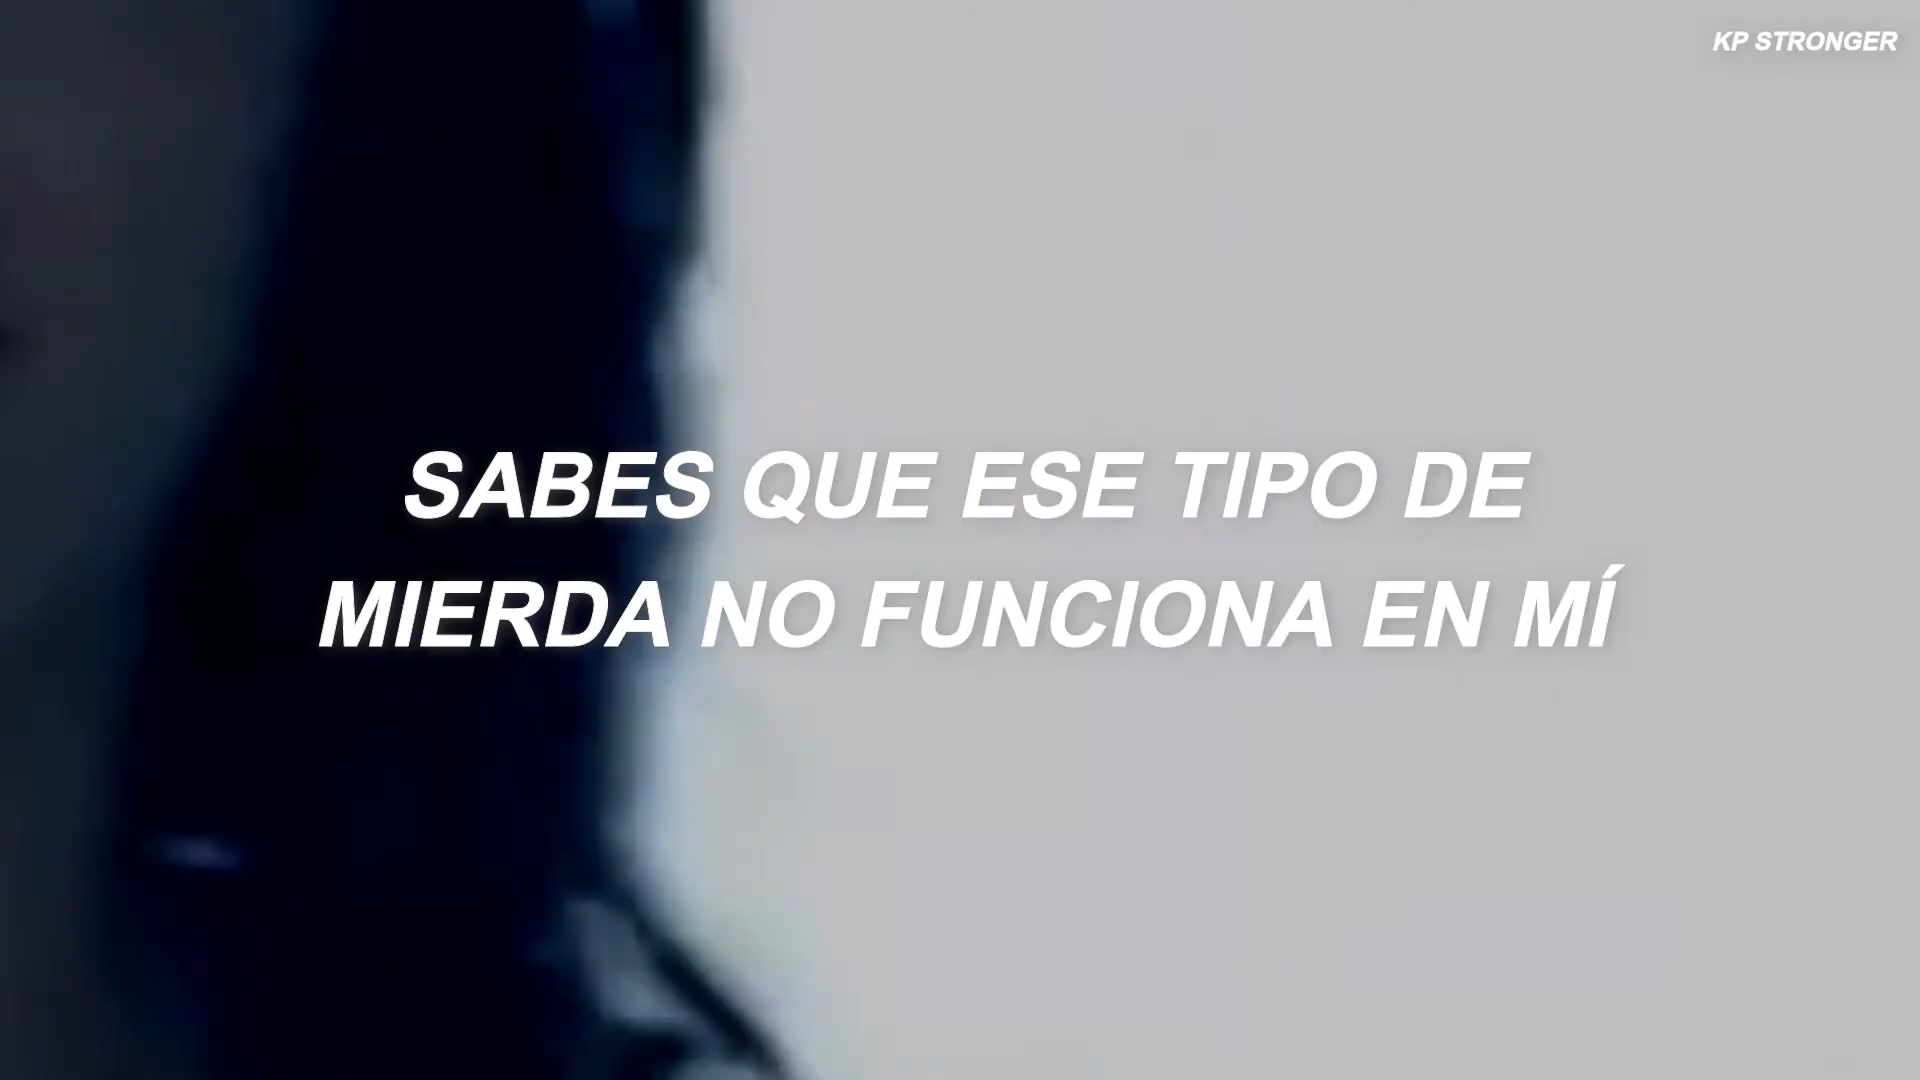 KP STRONGER
SABES QUE ESE TIPO DE
MIERDA NO FUNCIONA EN MÍ